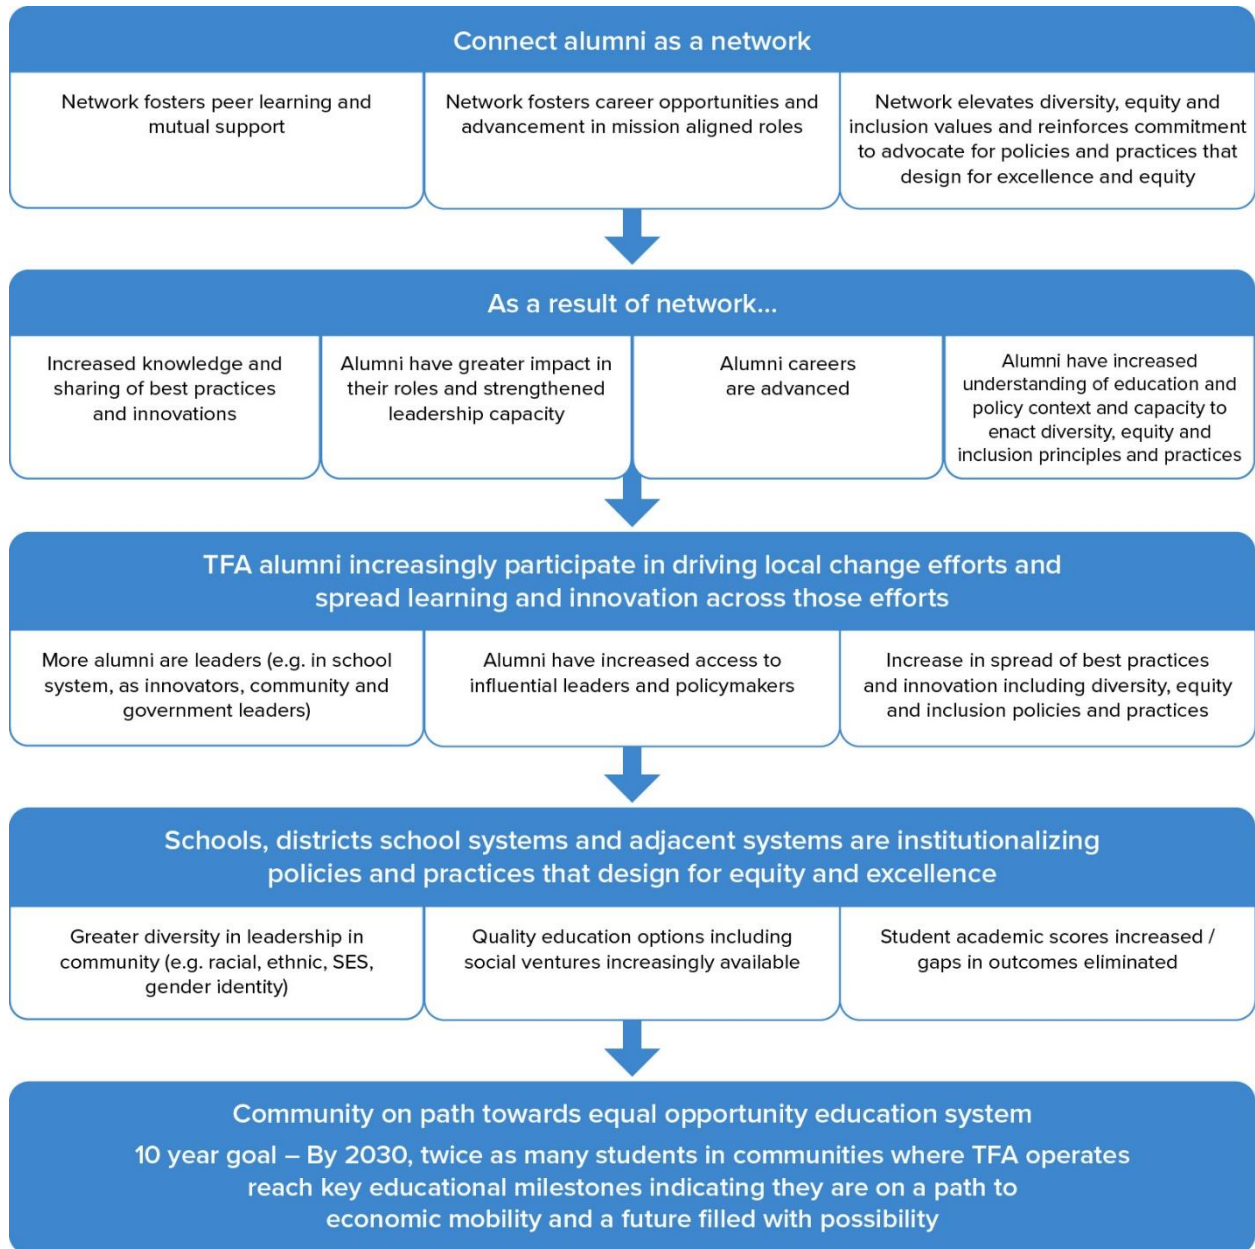 Connect alumni as a network
Network fosters peer learning and
mutual support
Network fosters career opportunities and
advancement in mission aligned roles
Network elevates diversity, equity and
inclusion values and reinforces commitment
to advocate for policies and practices that
design for excellence and equity
As a result of network...
Increased knowledge and
sharing of best practices
and innovations
Alumni have greater impact in
their roles and strengthened
leadership capacity
Alumni careers
are advanced
Alumni have increased
understanding of education and
policy context and capacity to
enact diversity, equity and
inclusion principles and practices
TFA alumni increasingly participate in driving local change efforts and
spread learning and innovation across those efforts
More alumni are leaders (e.g. in school
system, as innovators, community and
government leaders)
Alumni have increased access to
influential leaders and policymakers
Increase in spread of best practices
and innovation including diversity, equity
and inclusion policies and practices
Schools, districts school systems and adjacent systems are institutionalizing
policies and practices that design for equity and excellence
Greater diversity in leadership in
community (e.g. racial, ethnic, SES,
gender identity)
Quality education options including
social ventures increasingly available
Student academic scores increased /
gaps in outcomes eliminated
Community on path towards equal opportunity education system
10 year goal – By 2030, twice as many students in communities where TFA operates
reach key educational milestones indicating they are on a path to
economic mobility and a future filled with possibility